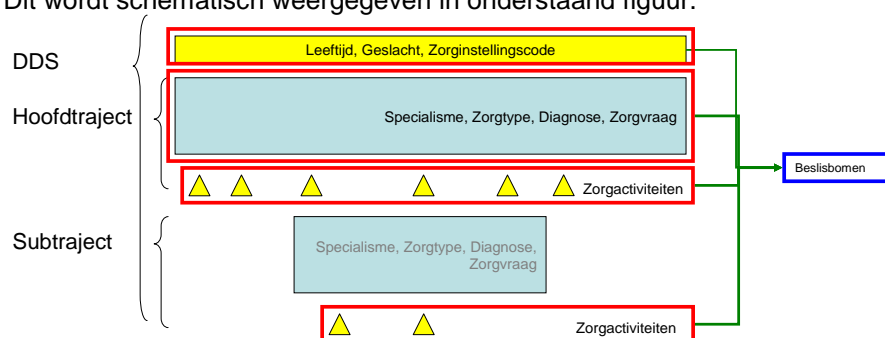 Dit wordt schematisch weergegeven in onderstaand figuur:
DDS
Leeftijd, Geslacht, Zorginstellingscode
Hoofdtraject
Specialisme, Zorgtype, Diagnose, Zorgvraag
Beslisbomen
Zorgactiviteiten
Subtraject
Specialisme, Zorgtype, Diagnose,
Zorgvraag
Zorgactiviteiten